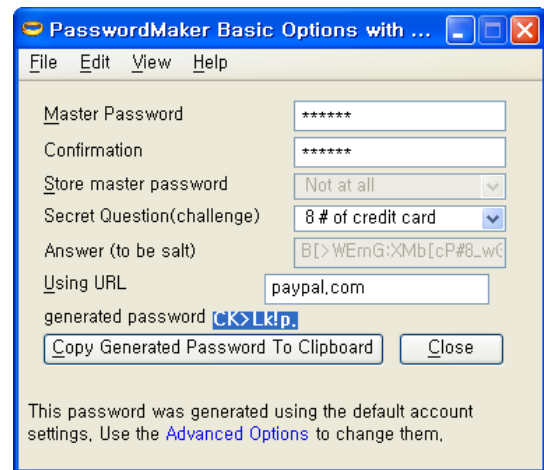 PasswordMaker Basic Options with ...
File Edit View Help
Master Password ******
Confirmation ******
Store master password Not at all
Secret Question(challenge) 8 # of credit card
Answer (to be salt) B[>WEmG:XMb[cP#8_w
Using URL paypal.com
generated password CK>Lk!p.
Copy Generated Password To Clipboard Close
This password was generated using the default account
settings. Use the Advanced Options to change them.